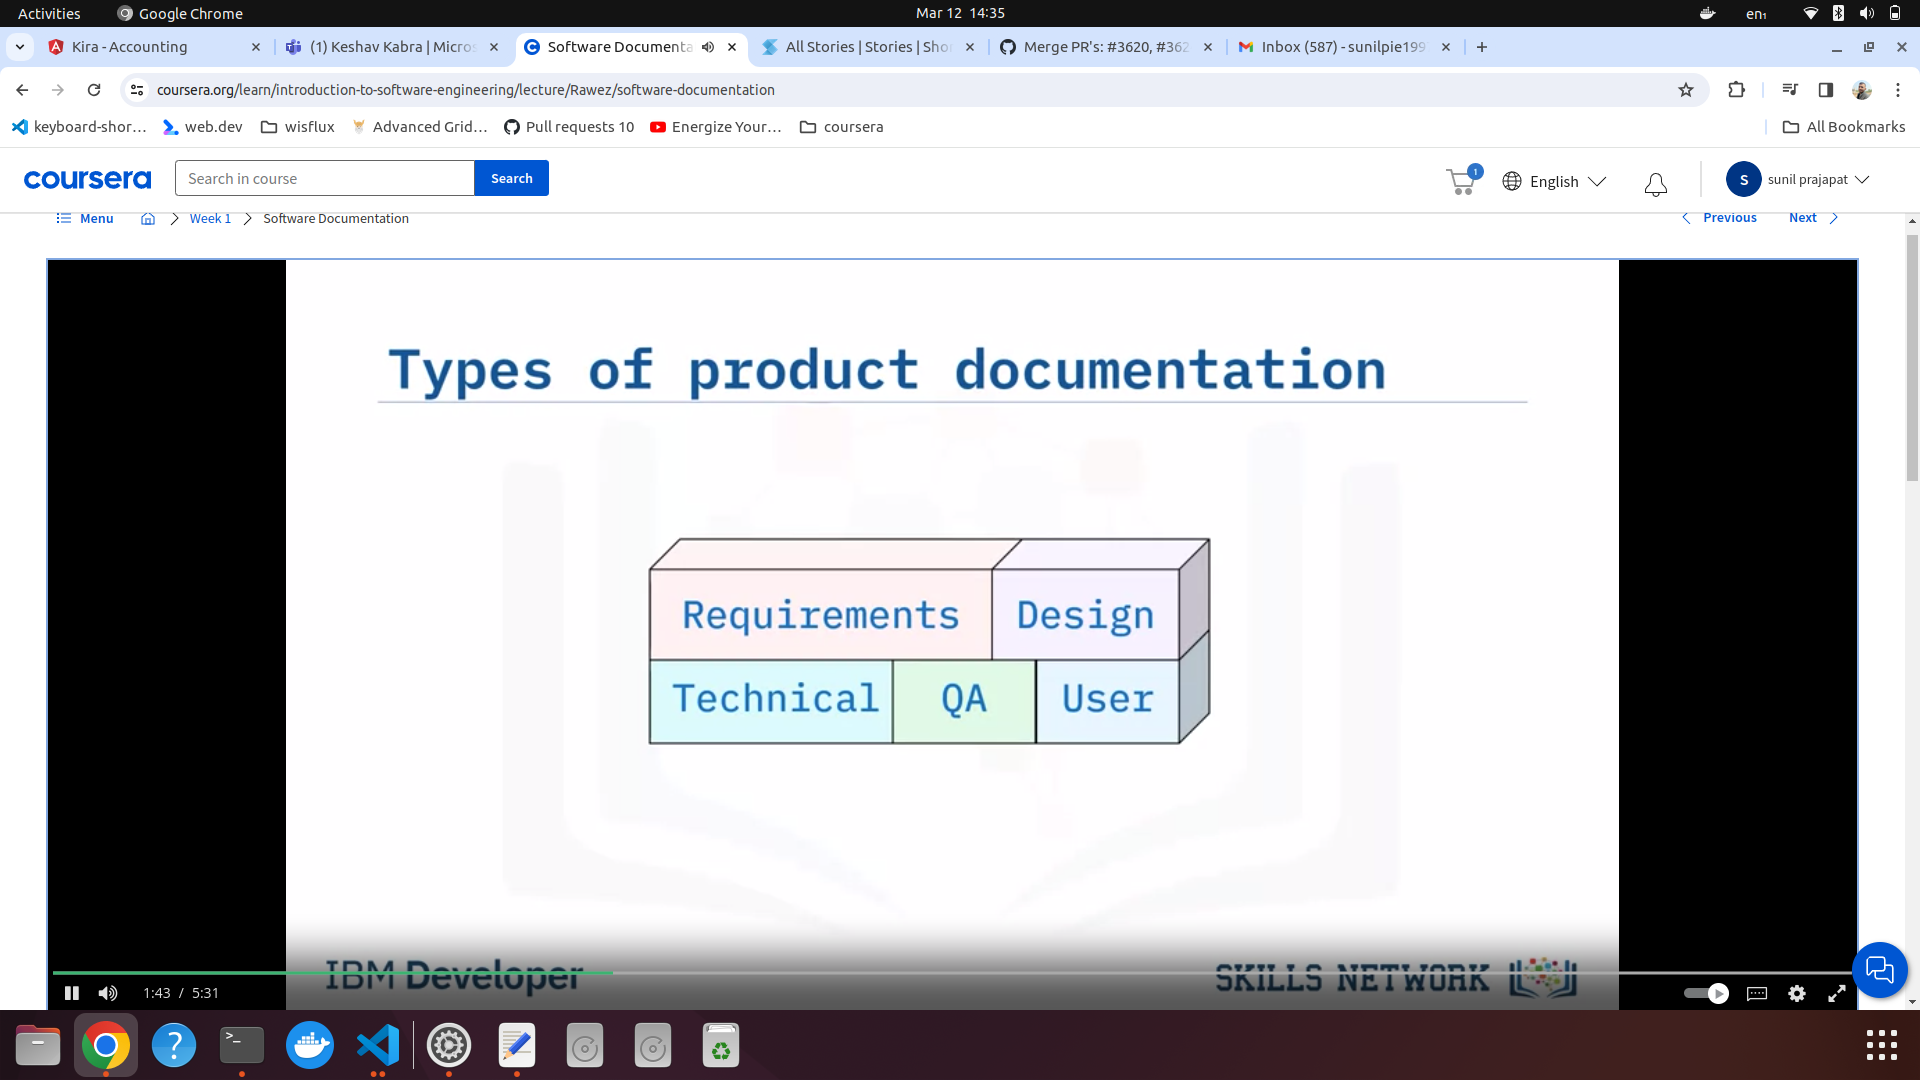 Activities Google Chrome Mar 12 14:35 en1
Kira - Accounting (1) Keshav Kabra | Micros Software Documenta All Stories | Stories | Sho Merge PR's: #3620, #362 Inbox (587) - sunilpie199
coursera.org/learn/introduction-to-software-engineering/lecture/Rawez/software-documentation
keyboard-shor... web.dev wisflux Advanced Grid... Pull requests 10 Energize Your... coursera All Bookmarks
coursera Search in course Search 1 English S sunil prajapat
Menu Week 1 Software Documentation Previous Next
Types of product documentation
Requirements Design
Technical QA User
IBM Developer SKILLS NETWORK
1:43 / 5:31